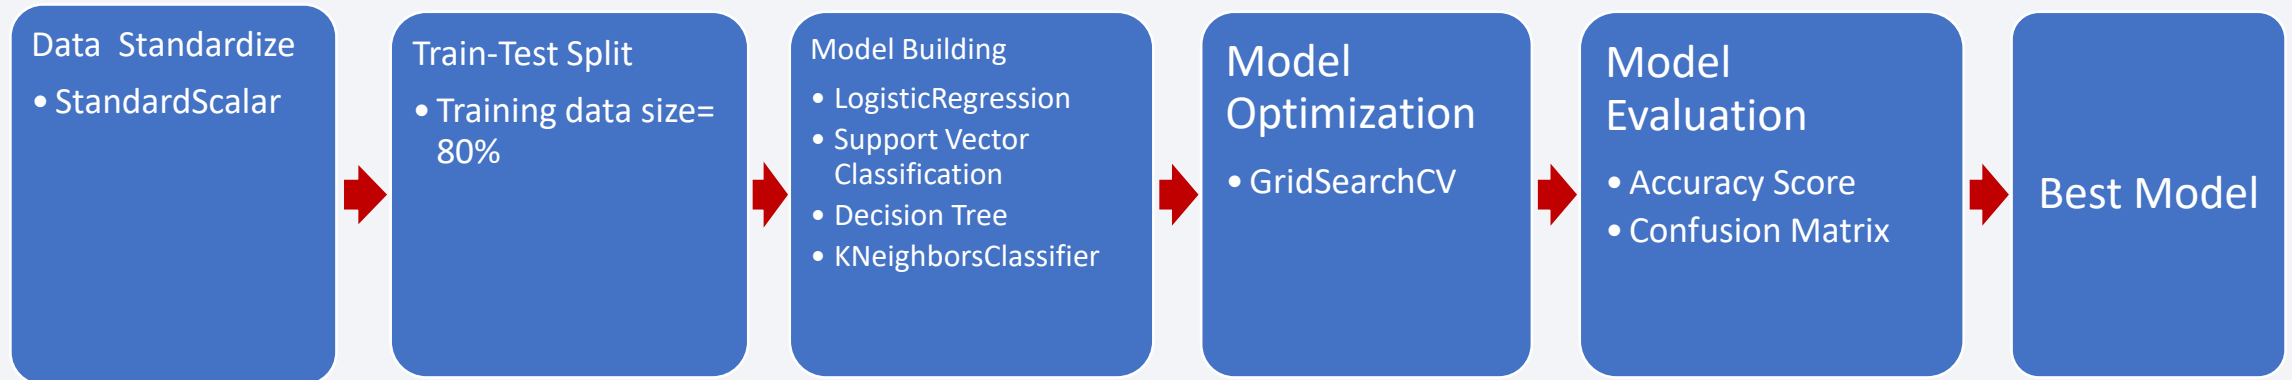 Data  Standardize
• StandardScalar
Train-Test Split
• Training data size=
80%
Model Building
• LogisticRegression
• Support Vector
Classification
• Decision Tree
• KNeighborsClassifier
Model
Optimization
• GridSearchCV
Model
Evaluation
• Accuracy Score
• Confusion Matrix
Best Model